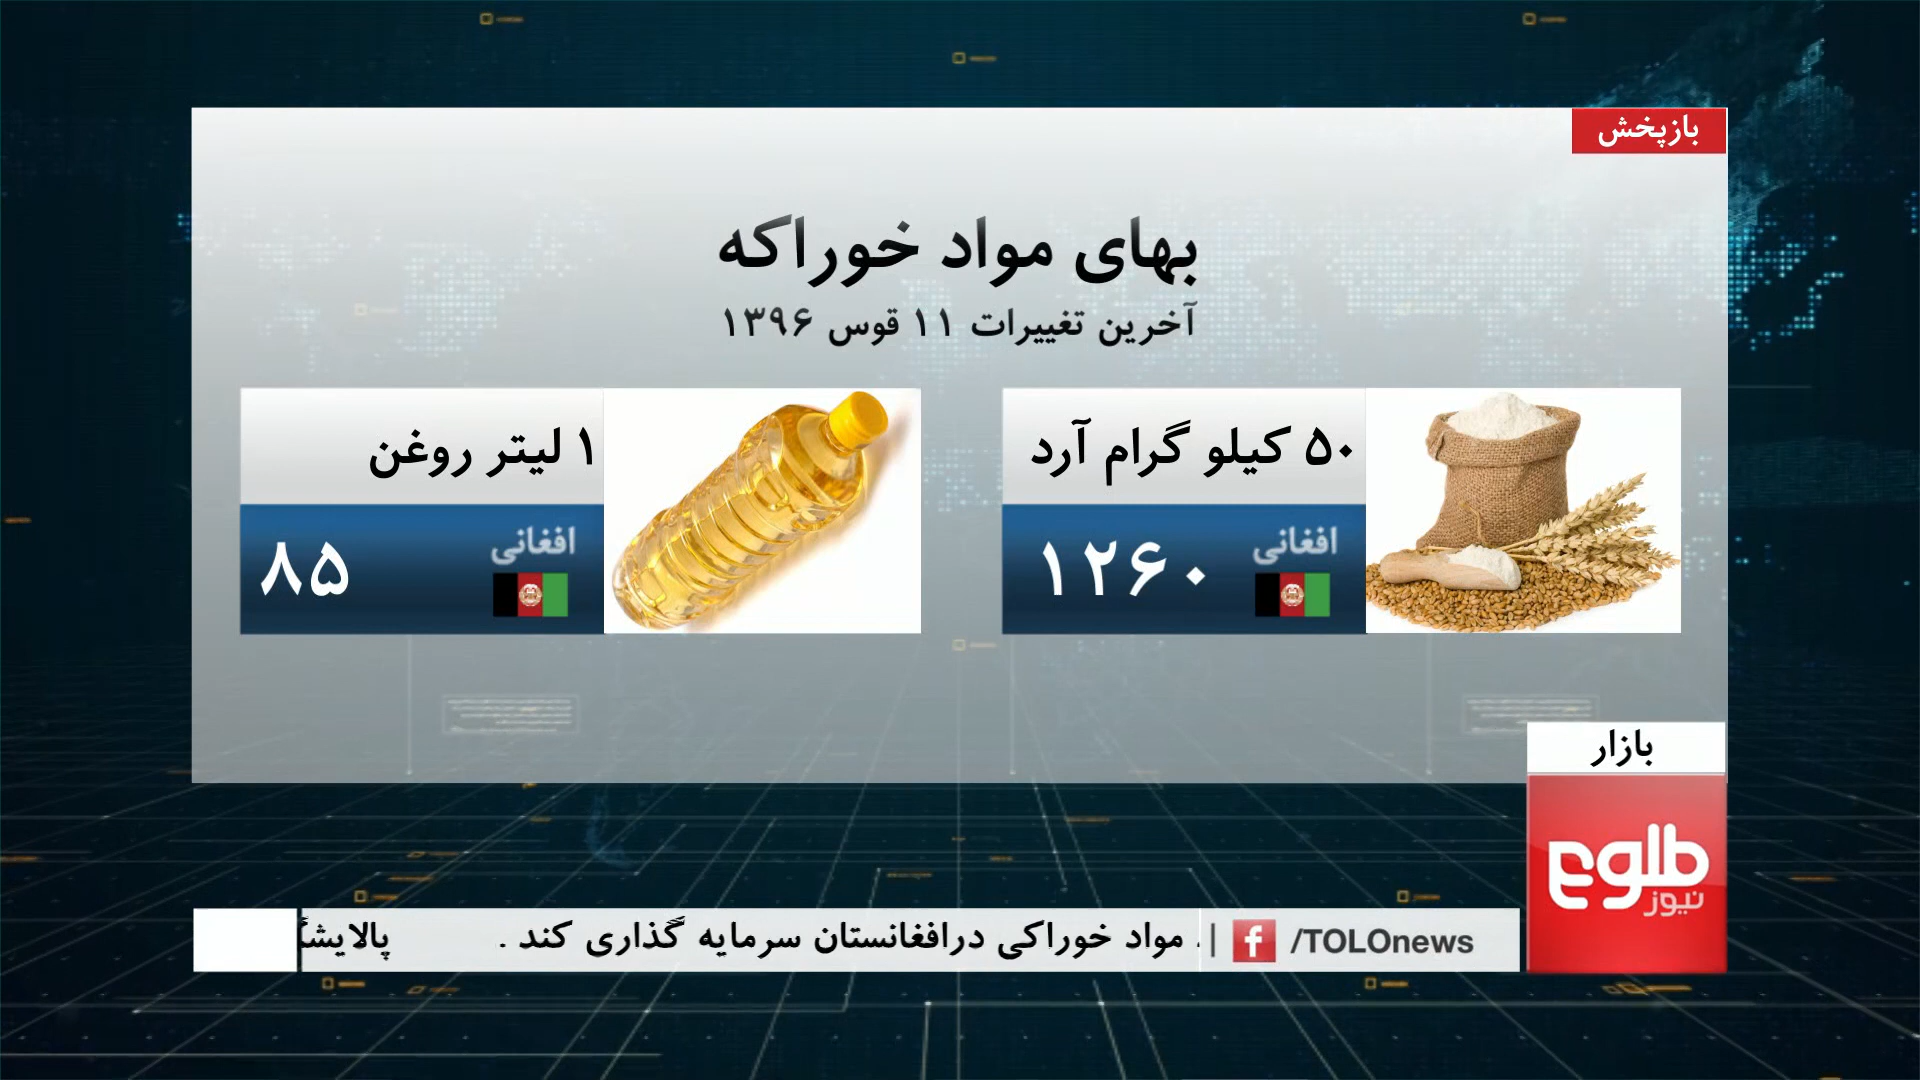 بازپخش
بهای مواد خوراکه
آخرین تغییرات ۱۱ قوس ۱۳۹۶
۵۰ کیلو گرام آرد
افغانی
۱۲۶۰
۱ لیتر روغن
افغانی
۸۵
بازار
طلوع
نیوز
/TOLOnews
مواد خوراکی درافغانستان سرمایه گذاری کند .